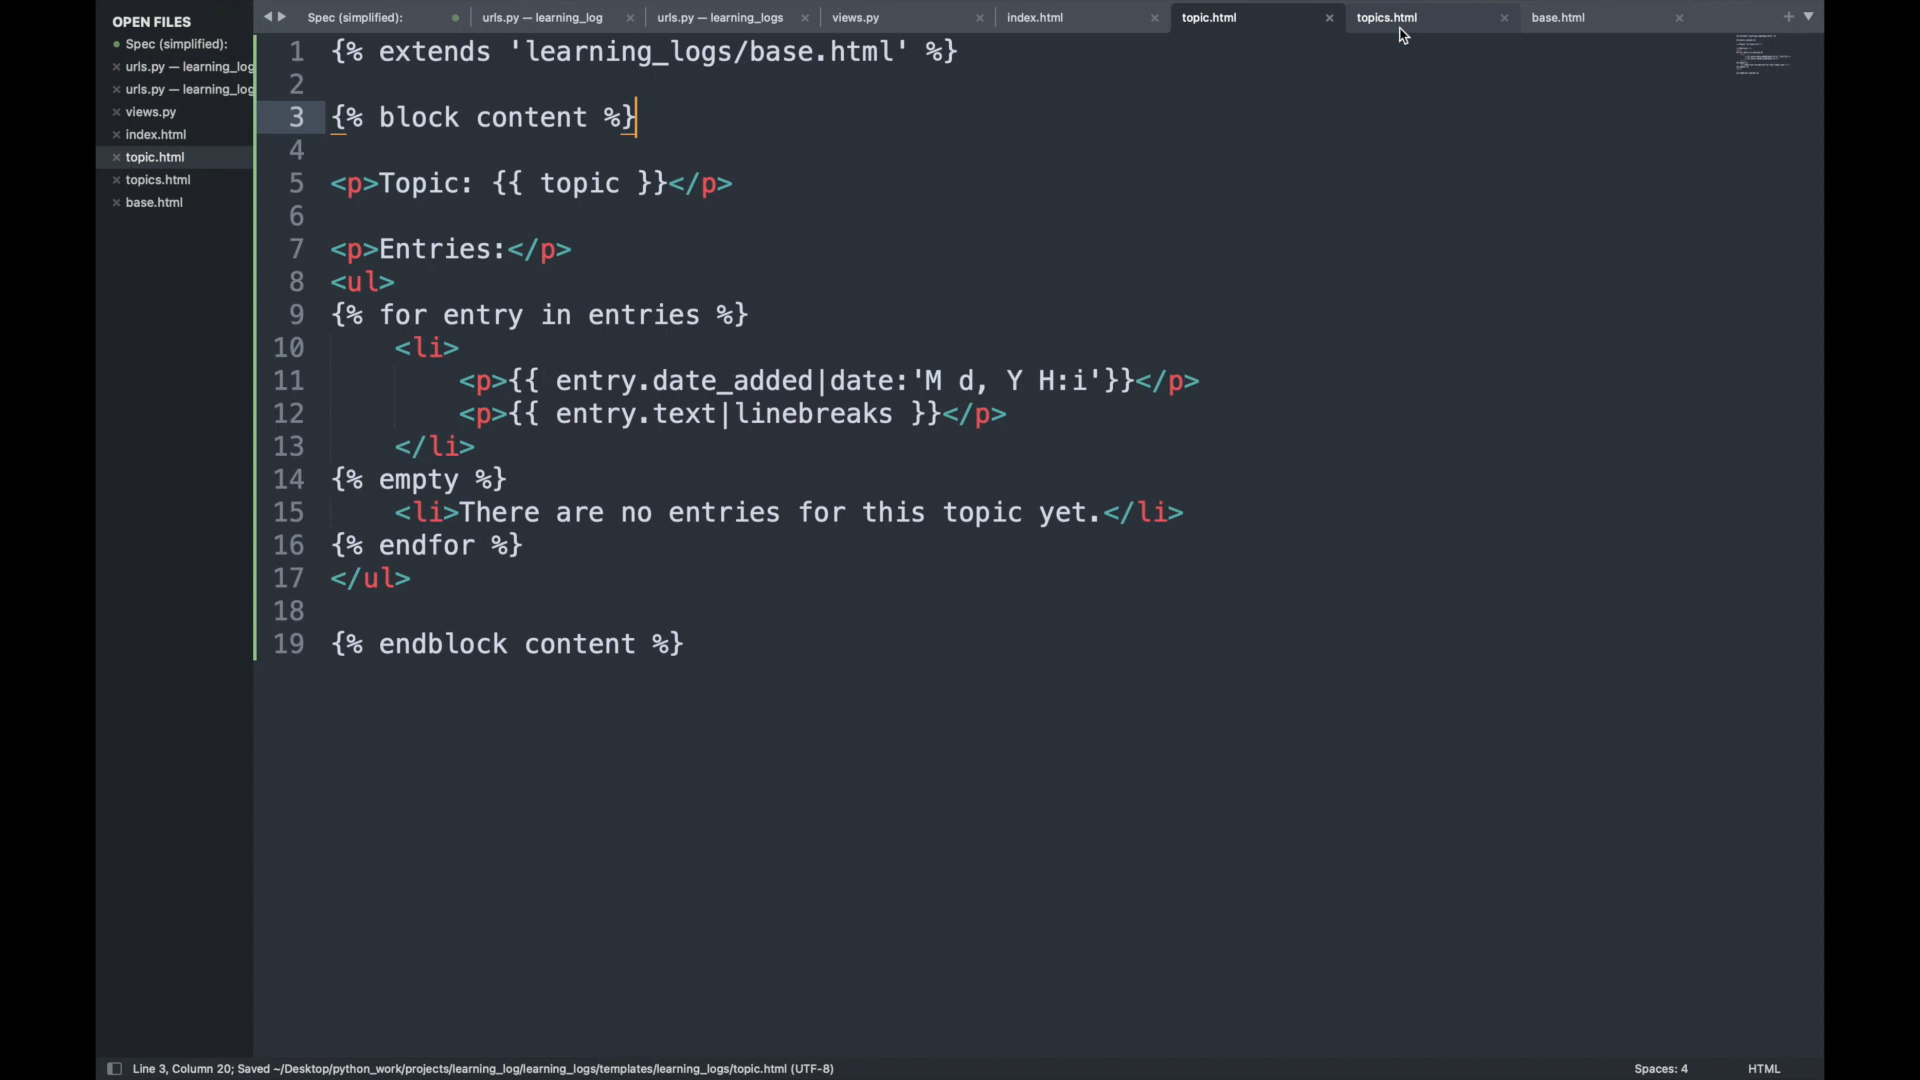 OPEN FILES
Spec (simplified):
urls.py — learning_log
urls.py — learning_log
views.py
index.html
topic.html
topics.html
base.html
Spec (simplified):
urls.py — learning_log
urls.py — learning_logs
views.py
index.html
topic.html
topics.html
base.html
1 {% extends 'learning_logs/base.html' %}
2
3 {% block content %}
4
5 <p>Topic: {{ topic }}</p>
6
7 <p>Entries:</p>
8 <ul>
9 {% for entry in entries %}
10 <li>
11 <p>{{ entry.date_added|date:'M d, Y H:i'}}</p>
12 <p>{{ entry.text|linebreaks }}</p>
13 </li>
14 {% empty %}
15 <li>There are no entries for this topic yet.</li>
16 {% endfor %}
17 </ul>
18
19 {% endblock content %}
Line 3, Column 20; Saved ~/Desktop/python_work/projects/learning_log/learning_logs/templates/learning_logs/topic.html (UTF-8)
Spaces: 4
HTML